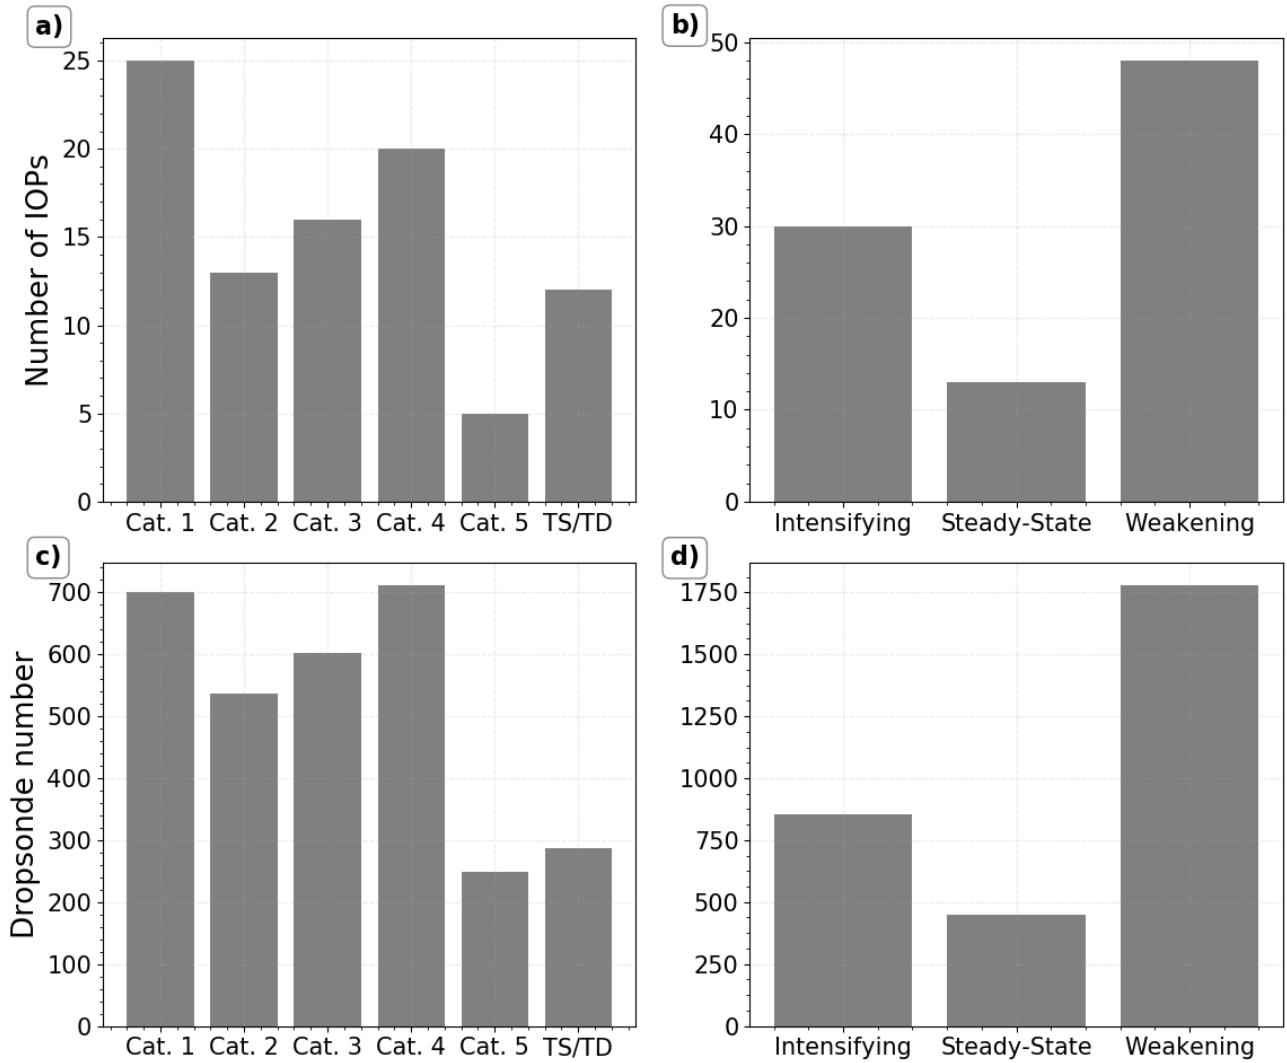 a)
Number of IOPs
25
20
15
10
5
0
Cat. 1 Cat. 2 Cat. 3 Cat. 4 Cat. 5 TS/TD
b)
50
40
30
20
10
0
Intensifying Steady-State Weakening
c)
Dropsonde number
700
600
500
400
300
200
100
0
Cat. 1 Cat. 2 Cat. 3 Cat. 4 Cat. 5 TS/TD
d)
1750
1500
1250
1000
750
500
250
0
Intensifying Steady-State Weakening